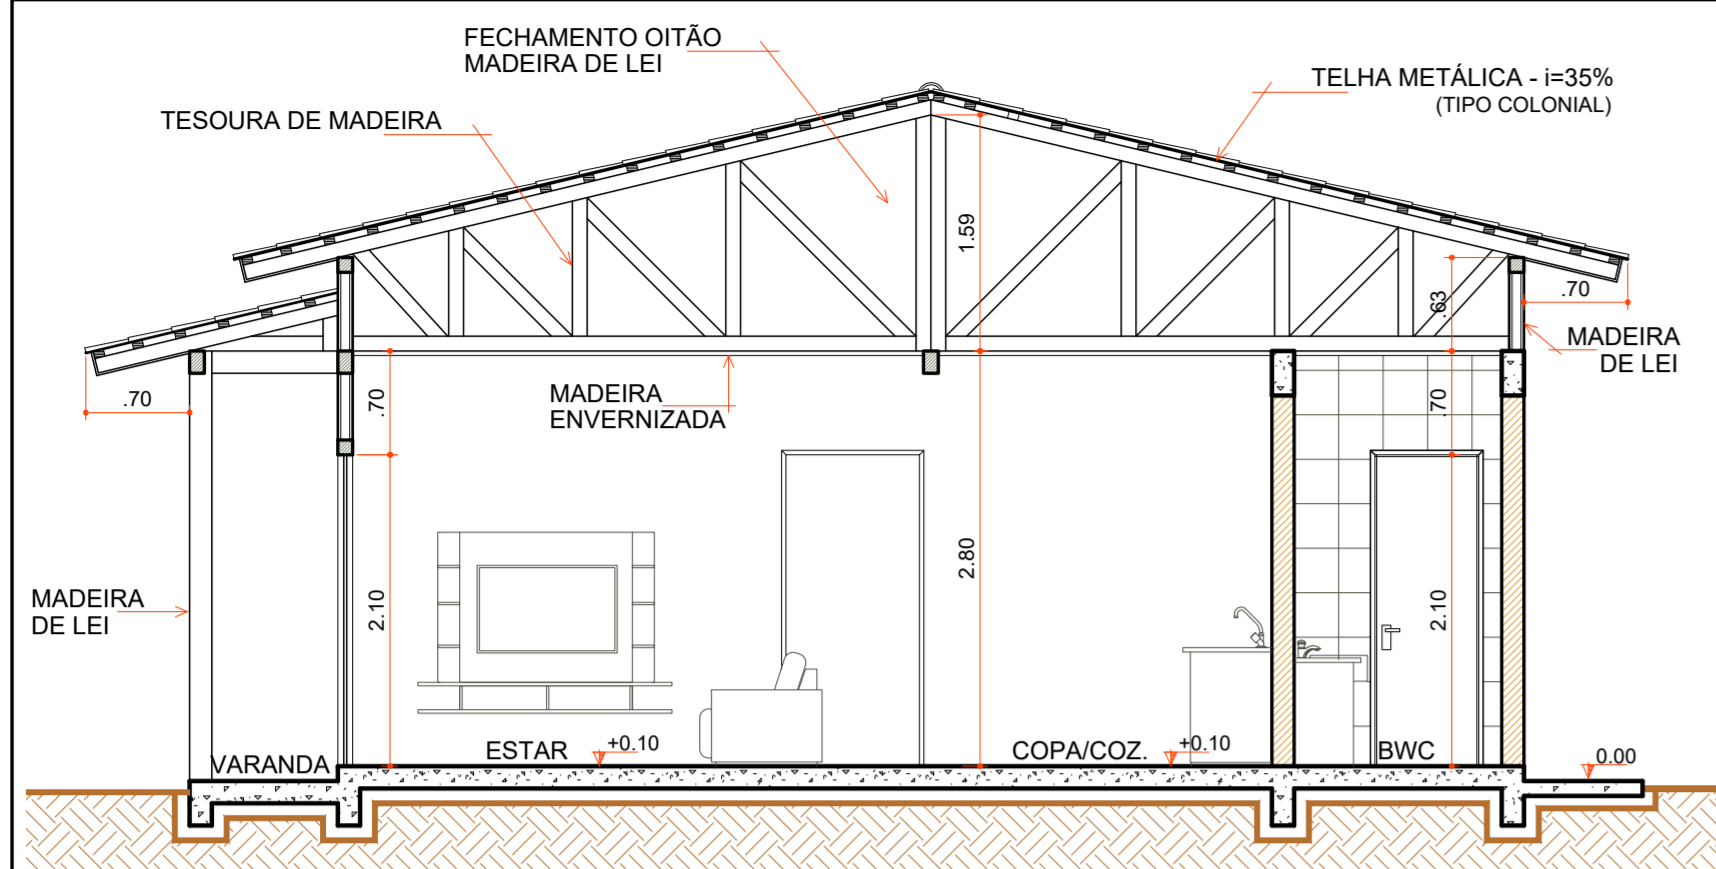 FECHAMENTO OITÃO
MADEIRA DE LEI
TELHA METÁLICA - i=35%
(TIPO COLONIAL)
TESOURA DE MADEIRA
1.59
.63
.70
MADEIRA
DE LEI
.70
.70
MADEIRA
ENVERNIZADA
.70
2.80
2.10
2.10
MADEIRA
DE LEI
VARANDA
ESTAR
+0.10
COPA/COZ.
+0.10
BWC
0.00